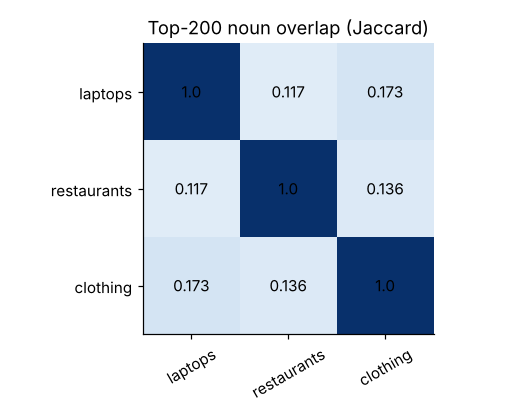 Top-200 noun overlap (Jaccard)
laptops 1.0 0.117 0.173
restaurants 0.117 1.0 0.136
clothing 0.173 0.136 1.0
laptops restaurants clothing